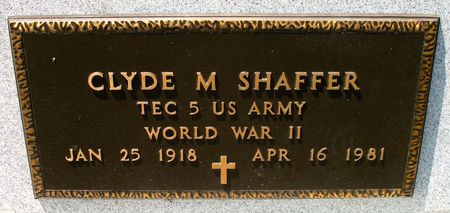 CLYDE M SHAFFER
TEC 5 US ARMY
WORLD WAR II
JAN 25 1918 APR 16 1981